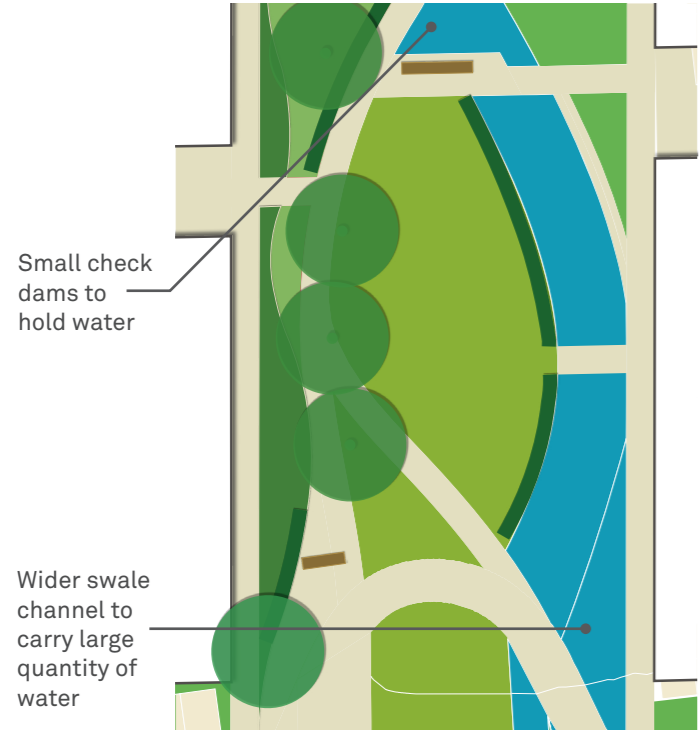 Small check
dams to
hold water
Wider swale
channel to
carry large
quantity of
water